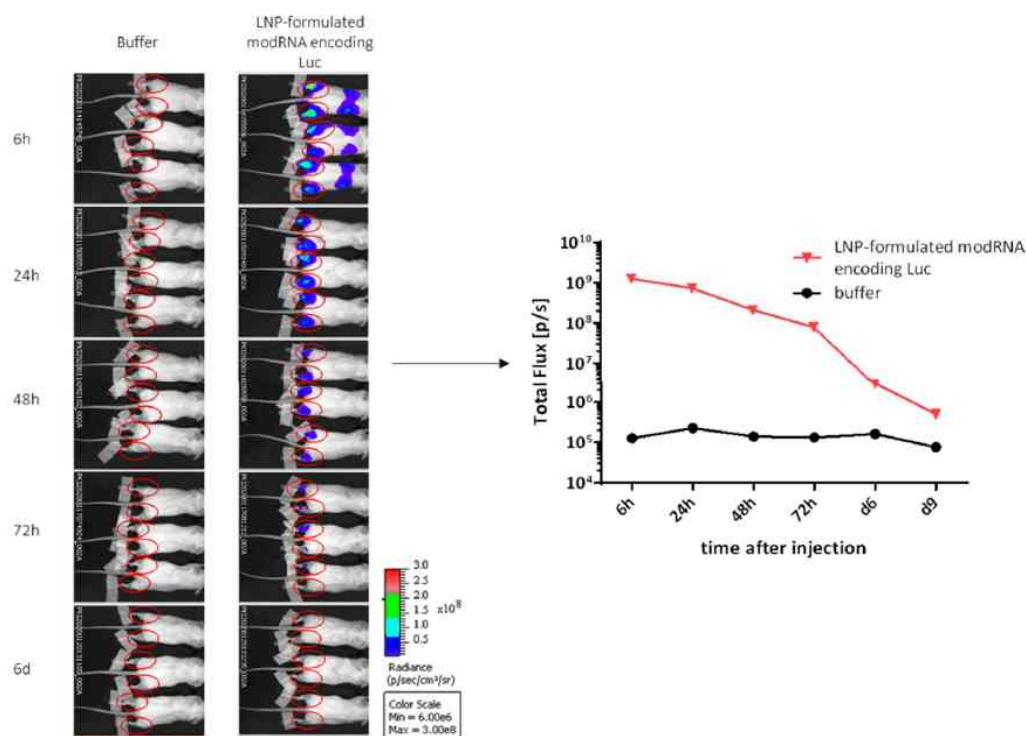 Buffer
LNP-formulated
modRNA encoding
Luc
6h
24h
48h
72h
6d
3.0
2.5
2.0
1.5
1.0
0.5
x10⁸
Radiance
(p/sec/cm³/sr)
Color Scale
Min = 6.00e6
Max = 3.00e8
Total Flux [p/s]
10¹⁰
10⁹
10⁸
10⁷
10⁶
10⁵
10⁴
6h
24h
48h
72h
d6
d9
time after injection
LNP-formulated modRNA
encoding Luc
buffer